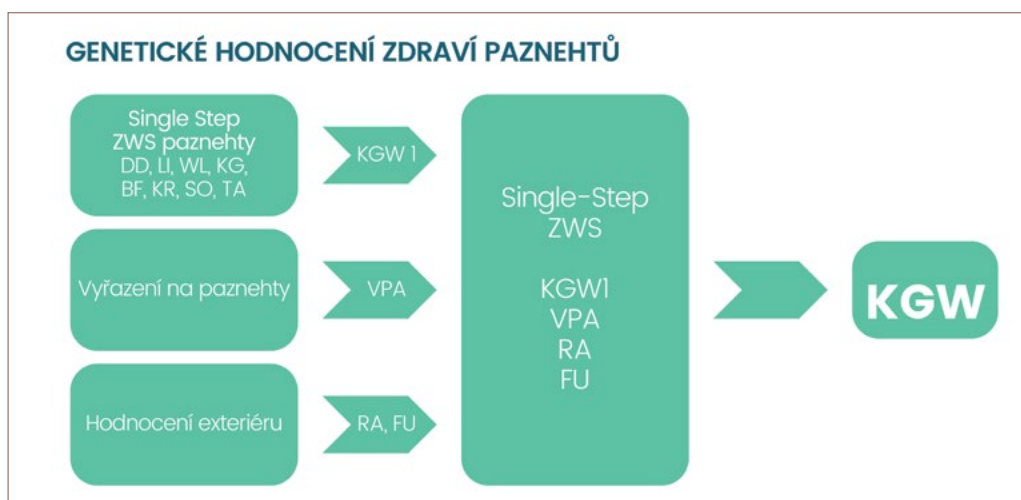 GENETICKÉ HODNOCENÍ ZDRAVÍ PAZNEHTŮ
Single Step
ZWS paznehty
DD, LI, WL, KG,
BF, KR, SO, TA
KGW 1
Vyřazení na paznehty
VPA
Hodnocení exteriéru
RA, FU
Single-Step
ZWS
KGW1
VPA
RA
FU
KGW